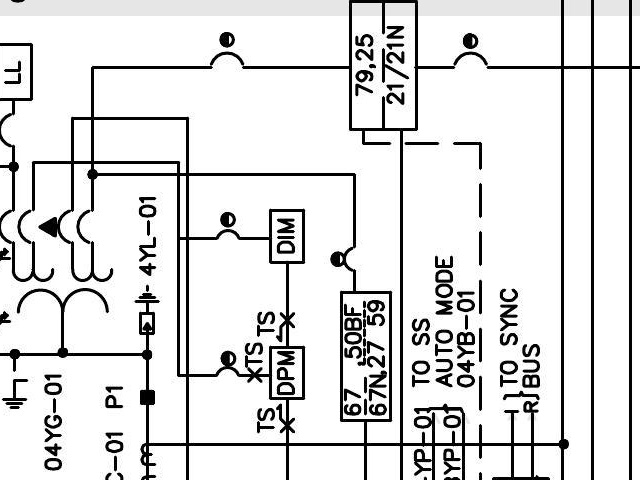 LL
79,25
21/21N
4YL-01
DIM
TS
TS
DPM
TS
67 50BF
67N,27 59
TO SS
AUTO MODE
04YB-01
TO SYNC
BUS
I
R
04YG-01
P1
C-01
YP-01
YP-01